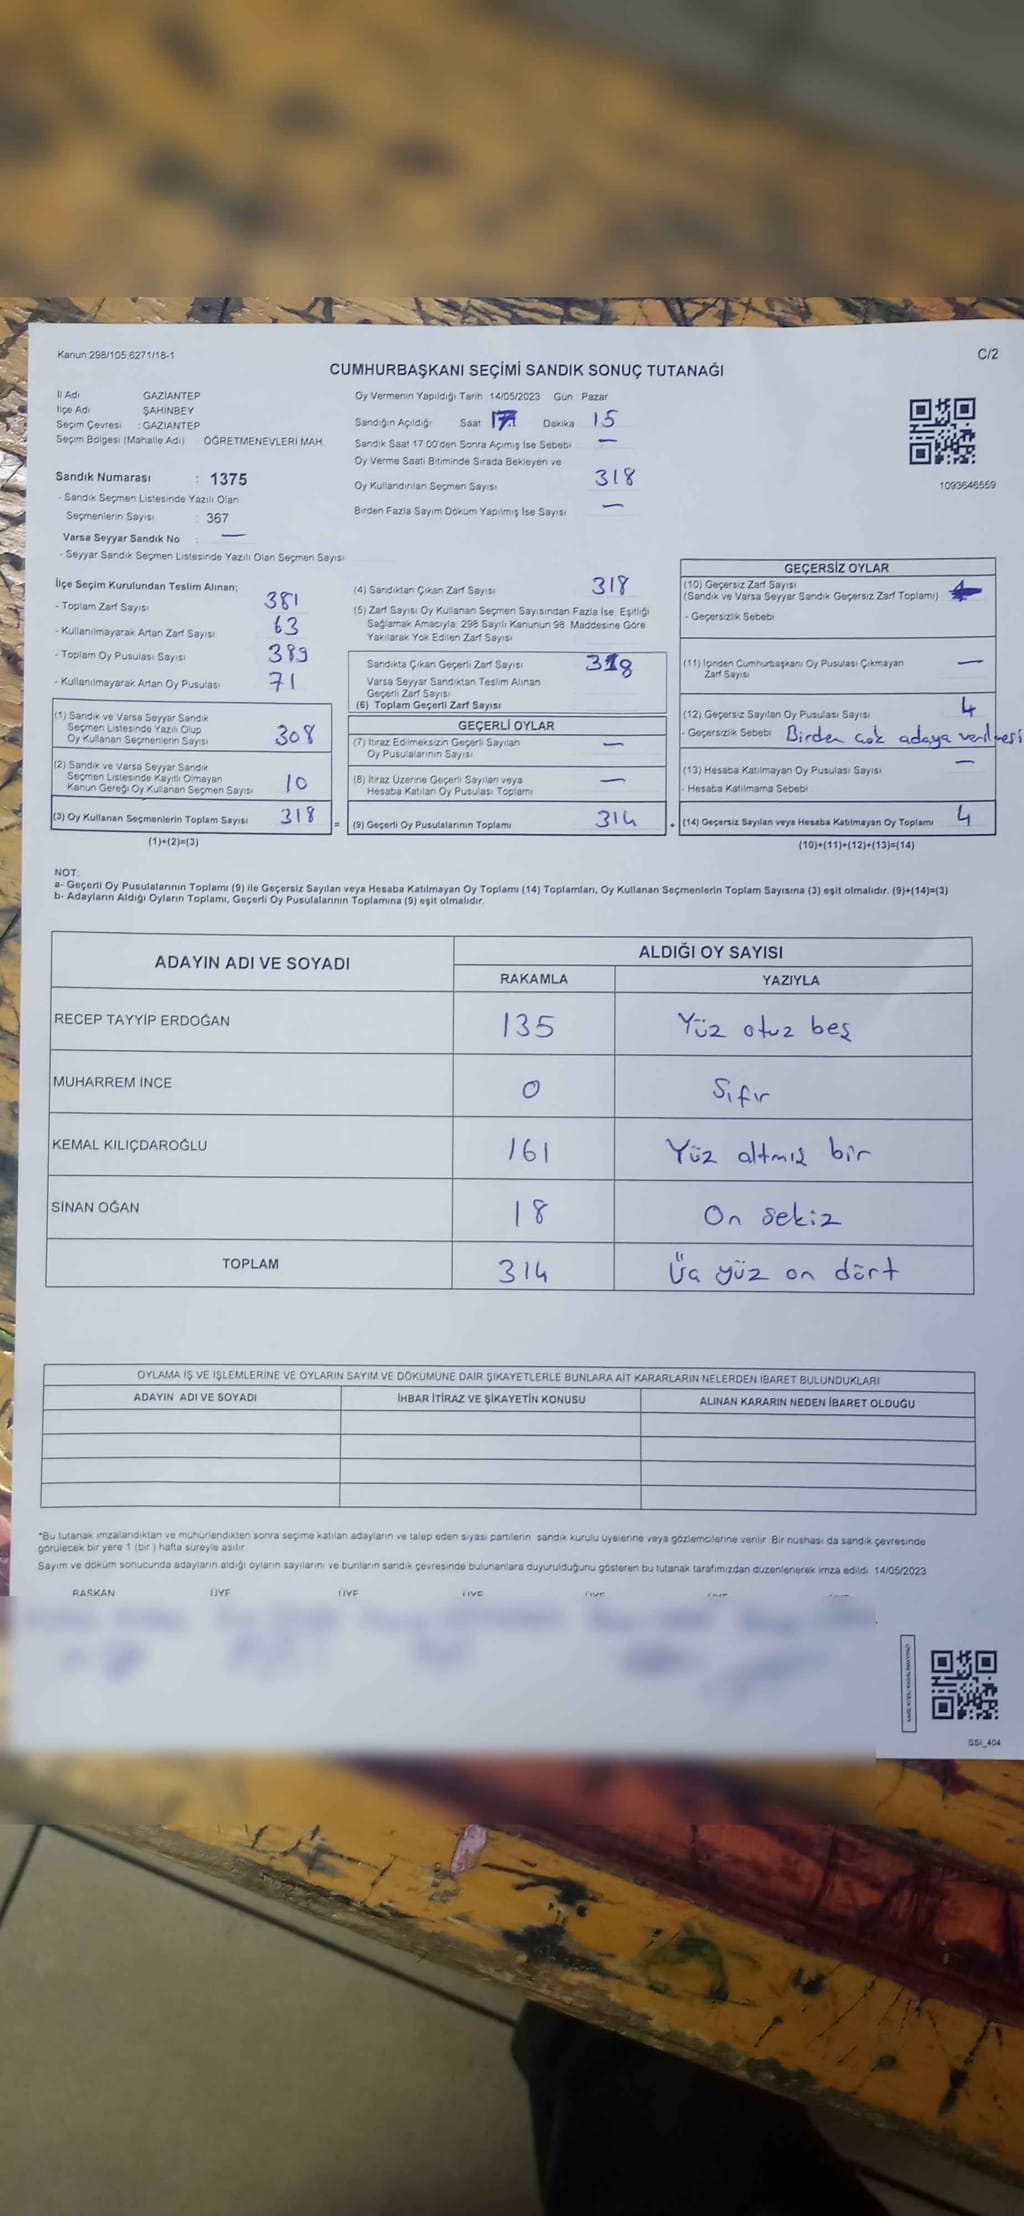 Kanun:298/105,6271/18-1
C/2
CUMHURBAŞKANI SEÇİMİ SANDIK SONUÇ TUTANAĞI
İl Adı GAZİANTEP
İlçe Adı ŞAHİNBEY
Seçim Çevresi : GAZİANTEP
Seçim Bölgesi (Mahalle Adı) : ÖĞRETMENEVLERİ MAH.
Sandık Numarası : 1375
- Sandık Seçmen Listesinde Yazılı Olan
Seçmenlerin Sayısı : 367
Varsa Seyyar Sandık No : —
- Seyyar Sandık Seçmen Listesinde Yazılı Olan Seçmen Sayısı
Oy Vermenin Yapıldığı Tarih 14/05/2023 Gün Pazar
Sandığın Açıldığı Saat 17 Dakika 15
Sandık Saat 17:00'den Sonra Açılmış İse Sebebi —
Oy Verme Saati Bitiminde Sırada Bekleyen ve
Oy Kullandırılan Seçmen Sayısı 318
Birden Fazla Sayım Döküm Yapılmış İse Sayısı —
1093646559
İlçe Seçim Kurulundan Teslim Alınan;
- Toplam Zarf Sayısı 381
- Kullanılmayarak Artan Zarf Sayısı 63
- Toplam Oy Pusulası Sayısı 389
- Kullanılmayarak Artan Oy Pusulası 71
(1) Sandık ve Varsa Seyyar Sandık
Seçmen Listesinde Yazılı Olup
Oy Kullanan Seçmenlerin Sayısı 308
(2) Sandık ve Varsa Seyyar Sandık
Seçmen Listesinde Kayıtlı Olmayan
Kanun Gereği Oy Kullanan Seçmen Sayısı 10
(3) Oy Kullanan Seçmenlerin Toplam Sayısı 318
(1)+(2)=(3)
(4) Sandıktan Çıkan Zarf Sayısı 318
(5) Zarf Sayısı Oy Kullanan Seçmen Sayısından Fazla İse, Eşitliği
Sağlamak Amacıyla; 298 Sayılı Kanunun 98. Maddesine Göre
Yakılarak Yok Edilen Zarf Sayısı
Sandıkta Çıkan Geçerli Zarf Sayısı 318
Varsa Seyyar Sandıktan Teslim Alınan
Geçerli Zarf Sayısı
(6) Toplam Geçerli Zarf Sayısı
GEÇERLİ OYLAR
(7) İtiraz Edilmeksizin Geçerli Sayılan
Oy Pusulalarının Sayısı —
(8) İtiraz Üzerine Geçerli Sayılan veya
Hesaba Katılan Oy Pusulası Toplamı —
= (9) Geçerli Oy Pusulalarının Toplamı 314
GEÇERSİZ OYLAR
(10) Geçersiz Zarf Sayısı
(Sandık ve Varsa Seyyar Sandık Geçersiz Zarf Toplamı)
- Geçersizlik Sebebi
(11) İçinden Cumhurbaşkanı Oy Pusulası Çıkmayan
Zarf Sayısı —
(12) Geçersiz Sayılan Oy Pusulası Sayısı 4
- Geçersizlik Sebebi Birden çok adaya verilmesi
(13) Hesaba Katılmayan Oy Pusulası Sayısı —
- Hesaba Katılmama Sebebi
+ (14) Geçersiz Sayılan veya Hesaba Katılmayan Oy Toplamı 4
(10)+(11)+(12)+(13)=(14)
NOT:
a- Geçerli Oy Pusulalarının Toplamı (9) ile Geçersiz Sayılan veya Hesaba Katılmayan Oy Toplamı (14) Toplamları, Oy Kullanan Seçmenlerin Toplam Sayısına (3) eşit olmalıdır. (9)+(14)=(3)
b- Adayların Aldığı Oyların Toplamı, Geçerli Oy Pusulalarının Toplamına (9) eşit olmalıdır.
ADAYIN ADI VE SOYADI ALDIĞI OY SAYISI
RAKAMLA YAZIYLA
RECEP TAYYİP ERDOĞAN 135 Yüz otuz beş
MUHARREM İNCE 0 Sıfır
KEMAL KILIÇDAROĞLU 161 Yüz altmış bir
SİNAN OĞAN 18 On sekiz
TOPLAM 314 Üç yüz on dört
OYLAMA İŞ VE İŞLEMLERİNE VE OYLARIN SAYIM VE DÖKÜMÜNE DAİR ŞİKAYETLERLE BUNLARA AİT KARARLARIN NELERDEN İBARET BULUNDUKLARI
ADAYIN ADI VE SOYADI İHBAR İTİRAZ VE ŞİKAYETİN KONUSU ALINAN KARARIN NEDEN İBARET OLDUĞU
*Bu tutanak imzalandıktan ve mühürlendikten sonra seçime katılan adayların ve talep eden siyasi partilerin sandık kurulu üyelerine veya gözlemcilerine verilir. Bir nüshası da sandık çevresinde
görülecek bir yere 1 (bir ) hafta süreyle asılır.
Sayım ve döküm sonucunda adayların aldığı oyların sayılarını ve bunların sandık çevresinde bulunanlara duyurulduğunu gösteren bu tutanak tarafımızdan düzenlenerek imza edildi. 14/05/2023
BAŞKAN ÜYE ÜYE ÜYE ÜYE ÜYE ÜYE
SSI_404